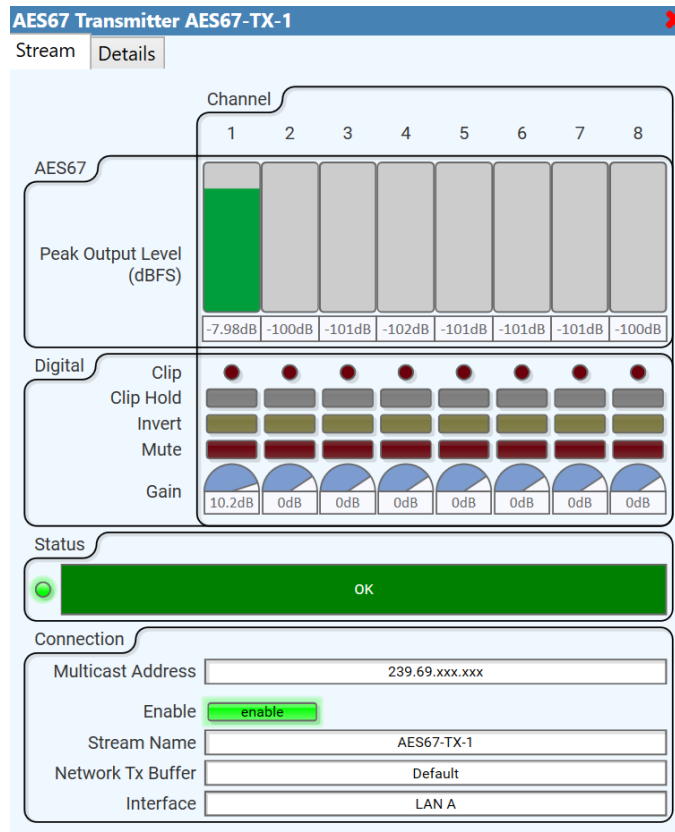 AES67 Transmitter AES67-TX-1
Stream Details
Channel
1 2 3 4 5 6 7 8
AES67
Peak Output Level
(dBFS)
-7.98dB -100dB -101dB -102dB -101dB -101dB -101dB -100dB
Digital
Clip
Clip Hold
Invert
Mute
Gain
10.2dB 0dB 0dB 0dB 0dB 0dB 0dB 0dB
Status
OK
Connection
Multicast Address 239.69.xxx.xxx
Enable enable
Stream Name AES67-TX-1
Network Tx Buffer Default
Interface LAN A